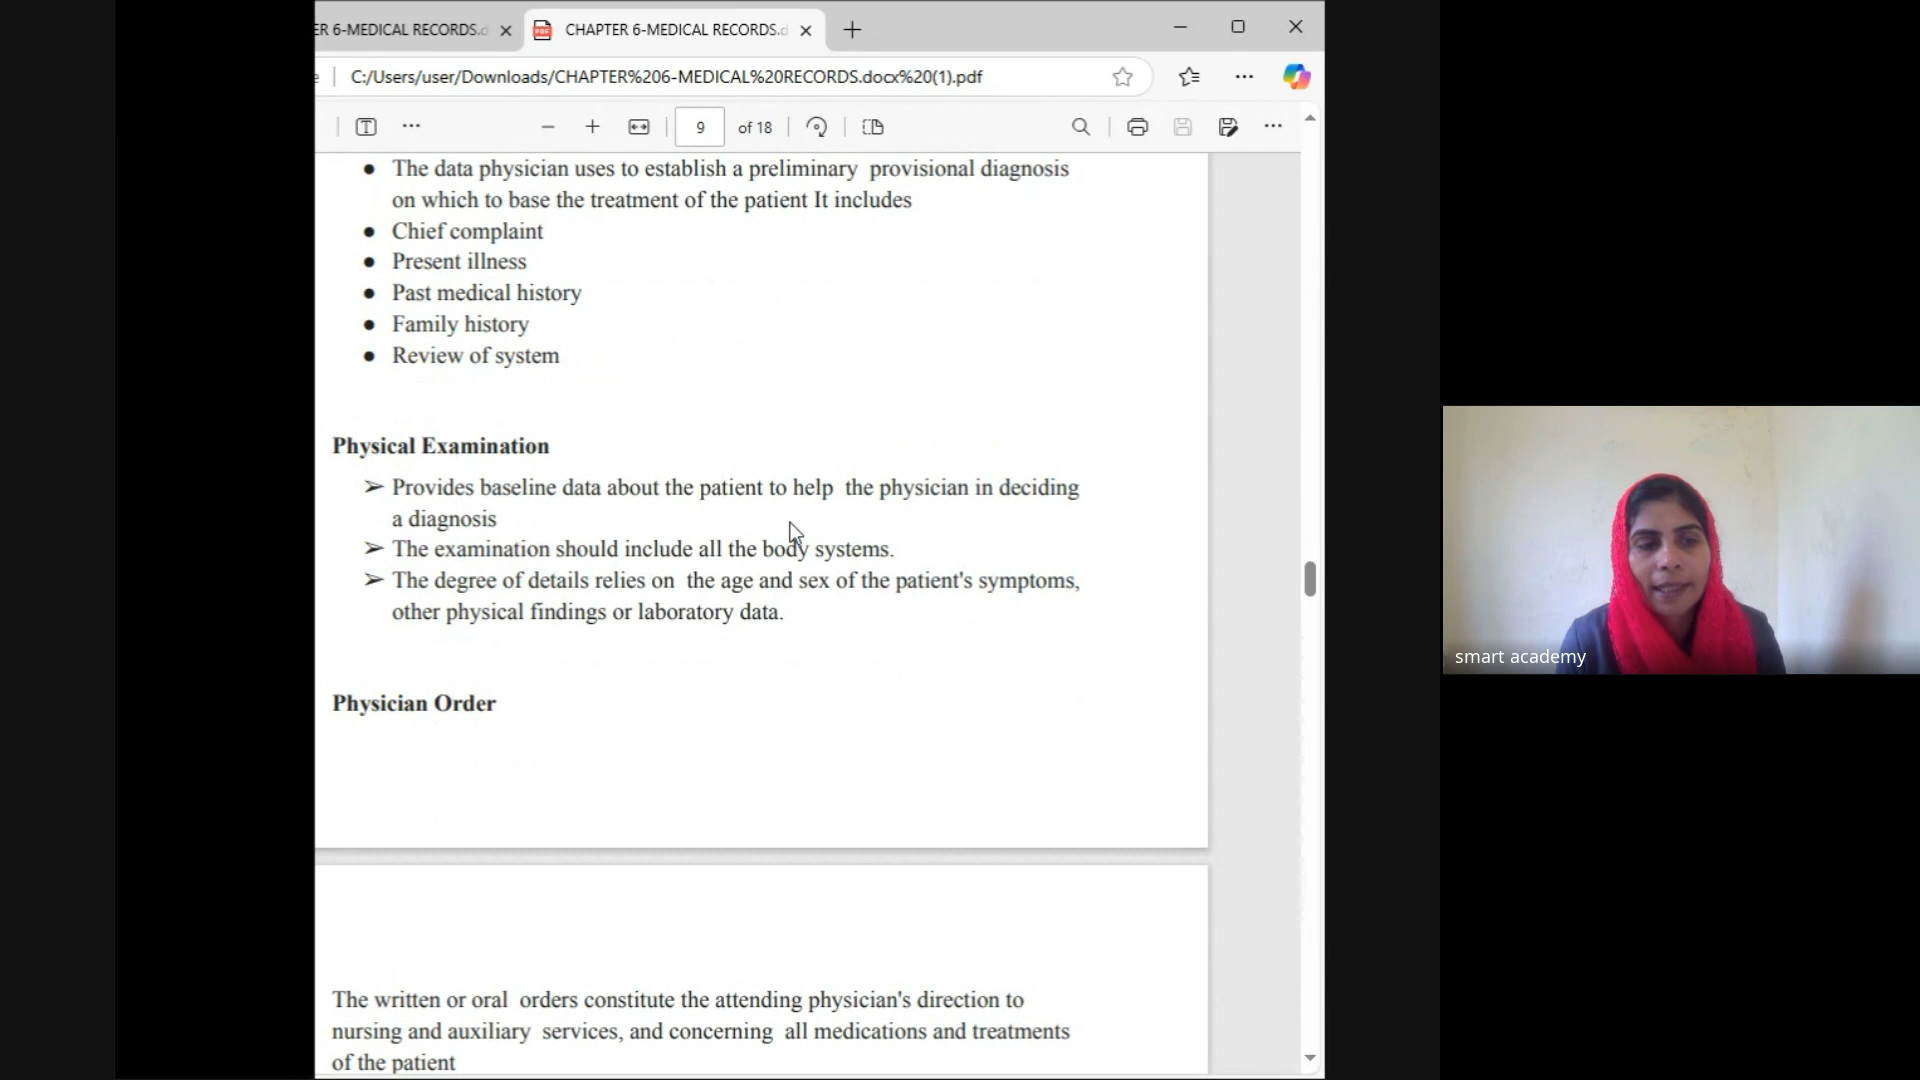 ER 6-MEDICAL RECORDS.d
CHAPTER 6-MEDICAL RECORDS.d
C:/Users/user/Downloads/CHAPTER%206-MEDICAL%20RECORDS.docx%20(1).pdf
9 of 18
● The data physician uses to establish a preliminary provisional diagnosis
on which to base the treatment of the patient It includes
● Chief complaint
● Present illness
● Past medical history
● Family history
● Review of system
Physical Examination
➢ Provides baseline data about the patient to help the physician in deciding
a diagnosis
➢ The examination should include all the body systems.
➢ The degree of details relies on the age and sex of the patient's symptoms,
other physical findings or laboratory data.
Physician Order
The written or oral orders constitute the attending physician's direction to
nursing and auxiliary services, and concerning all medications and treatments
of the patient
smart academy